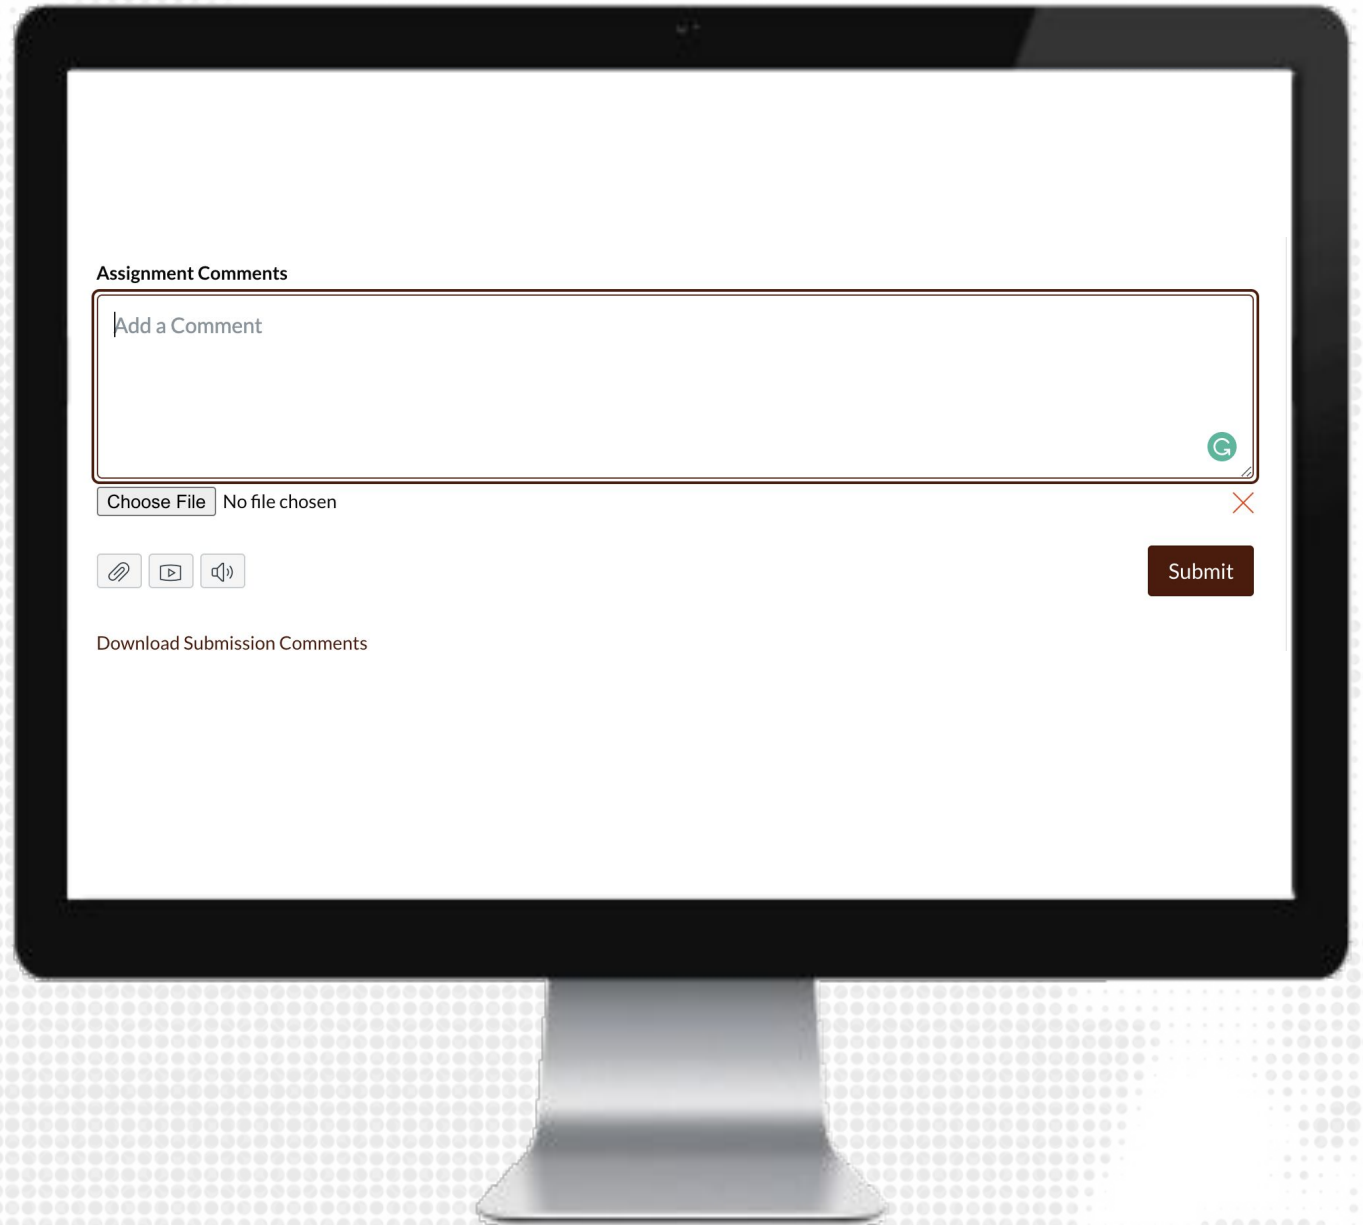 Assignment Comments
Add a Comment
Choose File No file chosen
Submit
Download Submission Comments